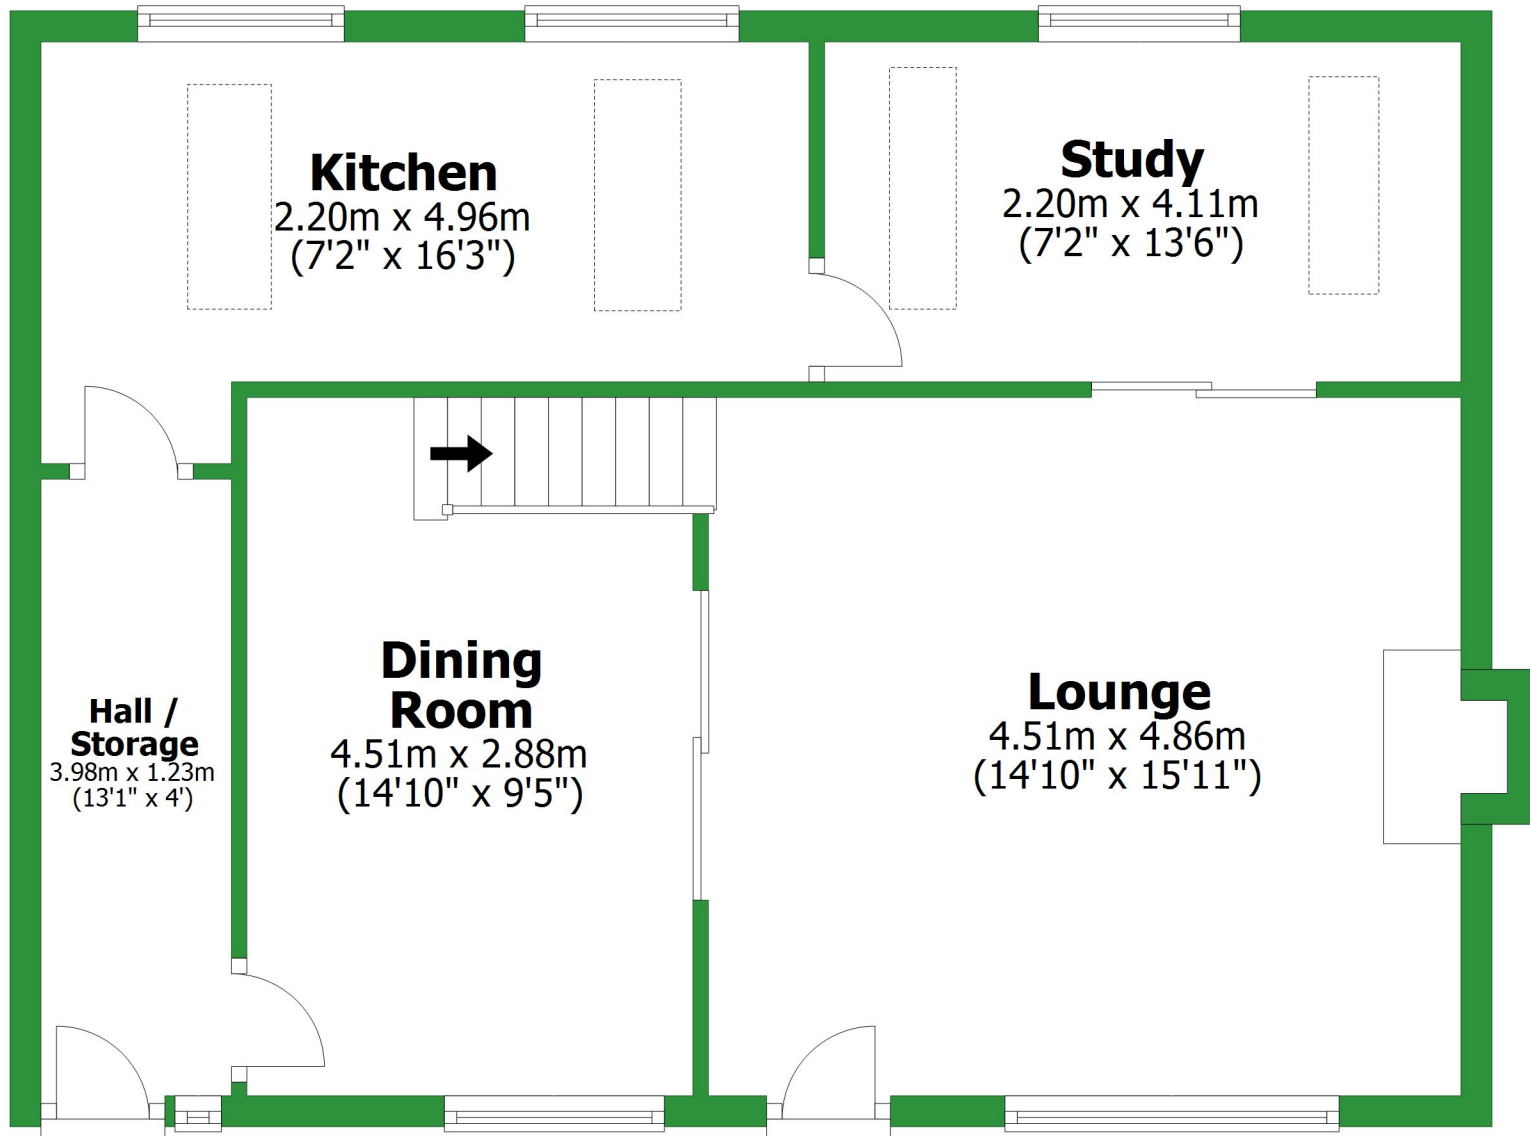 Kitchen
2.20m x 4.96m
(7'2" x 16'3")
Study
2.20m x 4.11m
(7'2" x 13'6")
Dining
Room
4.51m x 2.88m
(14'10" x 9'5")
Lounge
4.51m x 4.86m
(14'10" x 15'11")
Hall /
Storage
3.98m x 1.23m
(13'1" x 4')